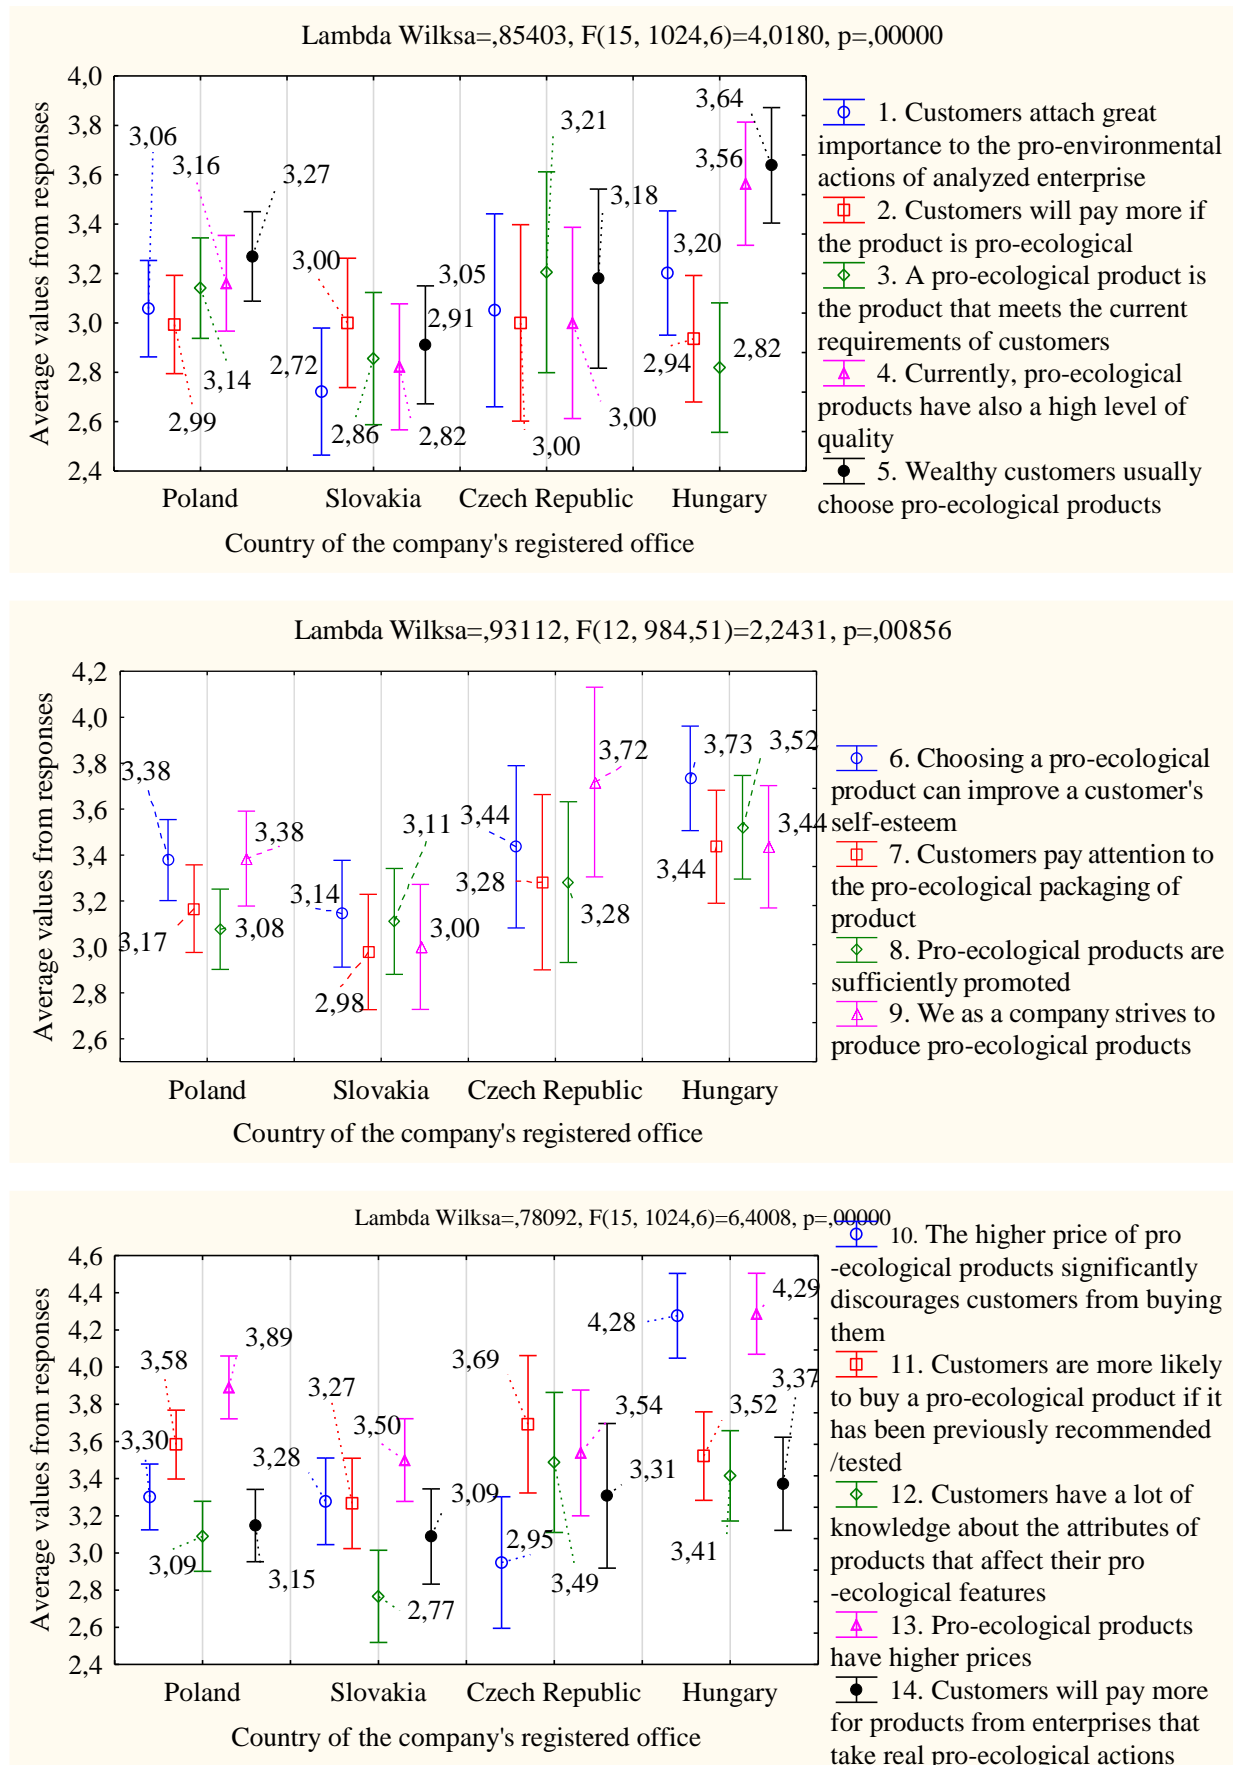 Lambda Wilksa=,85403, F(15, 1024,6)=4,0180, p=,00000
Average values from responses
4,0
3,8
3,6
3,4
3,2
3,0
2,8
2,6
2,4
3,06
2,99
3,14
3,16
3,27
2,72
3,00
2,86
2,82
2,91
3,05
3,00
3,21
3,00
3,18
3,20
2,94
2,82
3,56
3,64
Poland
Slovakia
Czech Republic
Hungary
Country of the company's registered office
1. Customers attach great
importance to the pro-environmental
actions of analyzed enterprise
2. Customers will pay more if
the product is pro-ecological
3. A pro-ecological product is
the product that meets the current
requirements of customers
4. Currently, pro-ecological
products have also a high level of
quality
5. Wealthy customers usually
choose pro-ecological products
Lambda Wilksa=,93112, F(12, 984,51)=2,2431, p=,00856
Average values from responses
4,2
4,0
3,8
3,6
3,4
3,2
3,0
2,8
2,6
3,38
3,17
3,08
3,38
3,14
2,98
3,11
3,00
3,44
3,28
3,28
3,72
3,73
3,44
3,52
3,44
Poland
Slovakia
Czech Republic
Hungary
Country of the company's registered office
6. Choosing a pro-ecological
product can improve a customer's
self-esteem
7. Customers pay attention to
the pro-ecological packaging of
product
8. Pro-ecological products are
sufficiently promoted
9. We as a company strives to
produce pro-ecological products
Lambda Wilksa=,78092, F(15, 1024,6)=6,4008, p=,00000
Average values from responses
4,6
4,4
4,2
4,0
3,8
3,6
3,4
3,2
3,0
2,8
2,6
2,4
3,30
3,58
3,09
3,89
3,15
3,28
3,27
2,77
3,50
3,09
2,95
3,69
3,49
3,54
3,31
4,28
3,52
3,41
4,29
3,37
Poland
Slovakia
Czech Republic
Hungary
Country of the company's registered office
10. The higher price of pro
-ecological products significantly
discourages customers from buying
them
11. Customers are more likely
to buy a pro-ecological product if it
has been previously recommended
/tested
12. Customers have a lot of
knowledge about the attributes of
products that affect their pro
-ecological features
13. Pro-ecological products
have higher prices
14. Customers will pay more
for products from enterprises that
take real pro-ecological actions